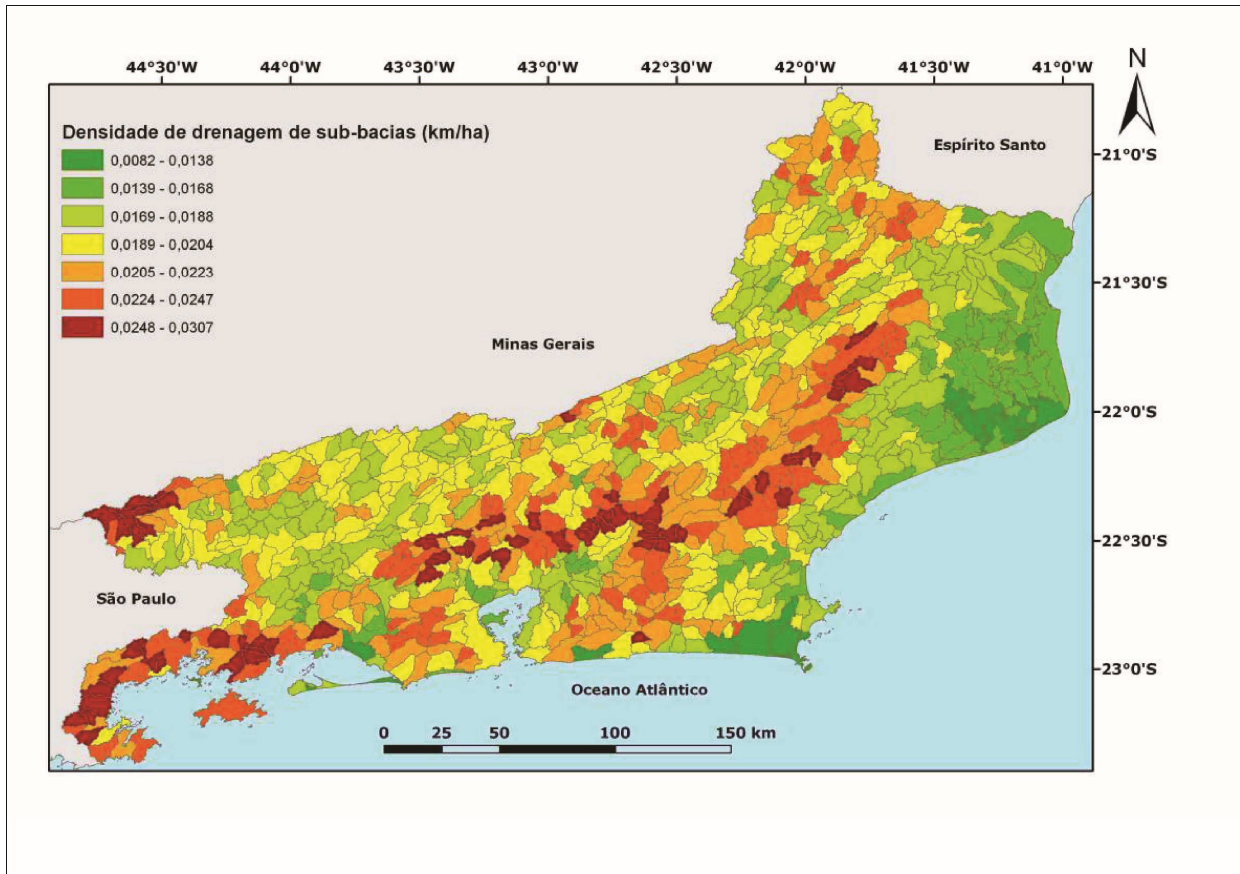 44°30'W 44°0'W 43°30'W 43°0'W 42°30'W 42°0'W 41°30'W 41°0'W
N
Densidade de drenagem de sub-bacias (km/ha)
0,0082 - 0,0138
0,0139 - 0,0168
0,0169 - 0,0188
0,0189 - 0,0204
0,0205 - 0,0223
0,0224 - 0,0247
0,0248 - 0,0307
Espírito Santo
21°0'S
21°30'S
Minas Gerais
22°0'S
22°30'S
São Paulo
23°0'S
Oceano Atlântico
0 25 50 100 150 km